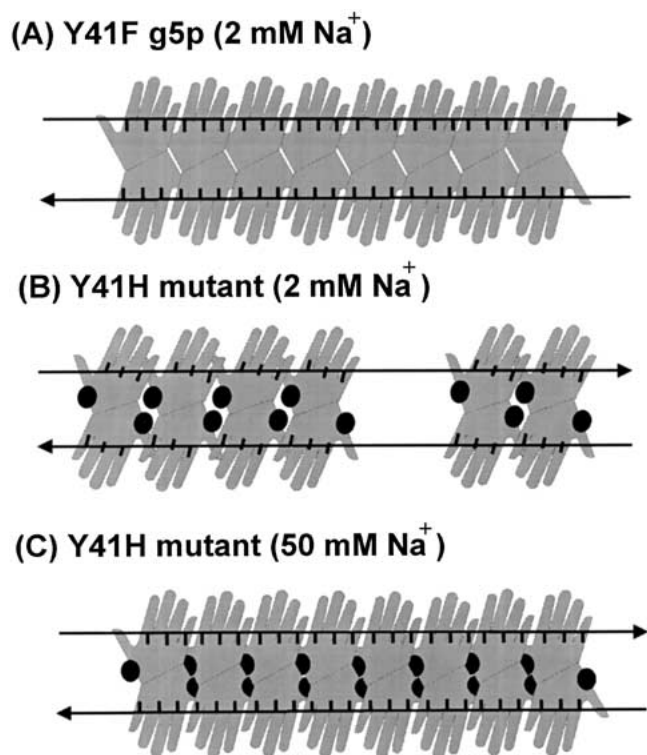 (A) Y41F g5p (2 mM Na+)
(B) Y41H mutant (2 mM Na+)
(C) Y41H mutant (50 mM Na+)